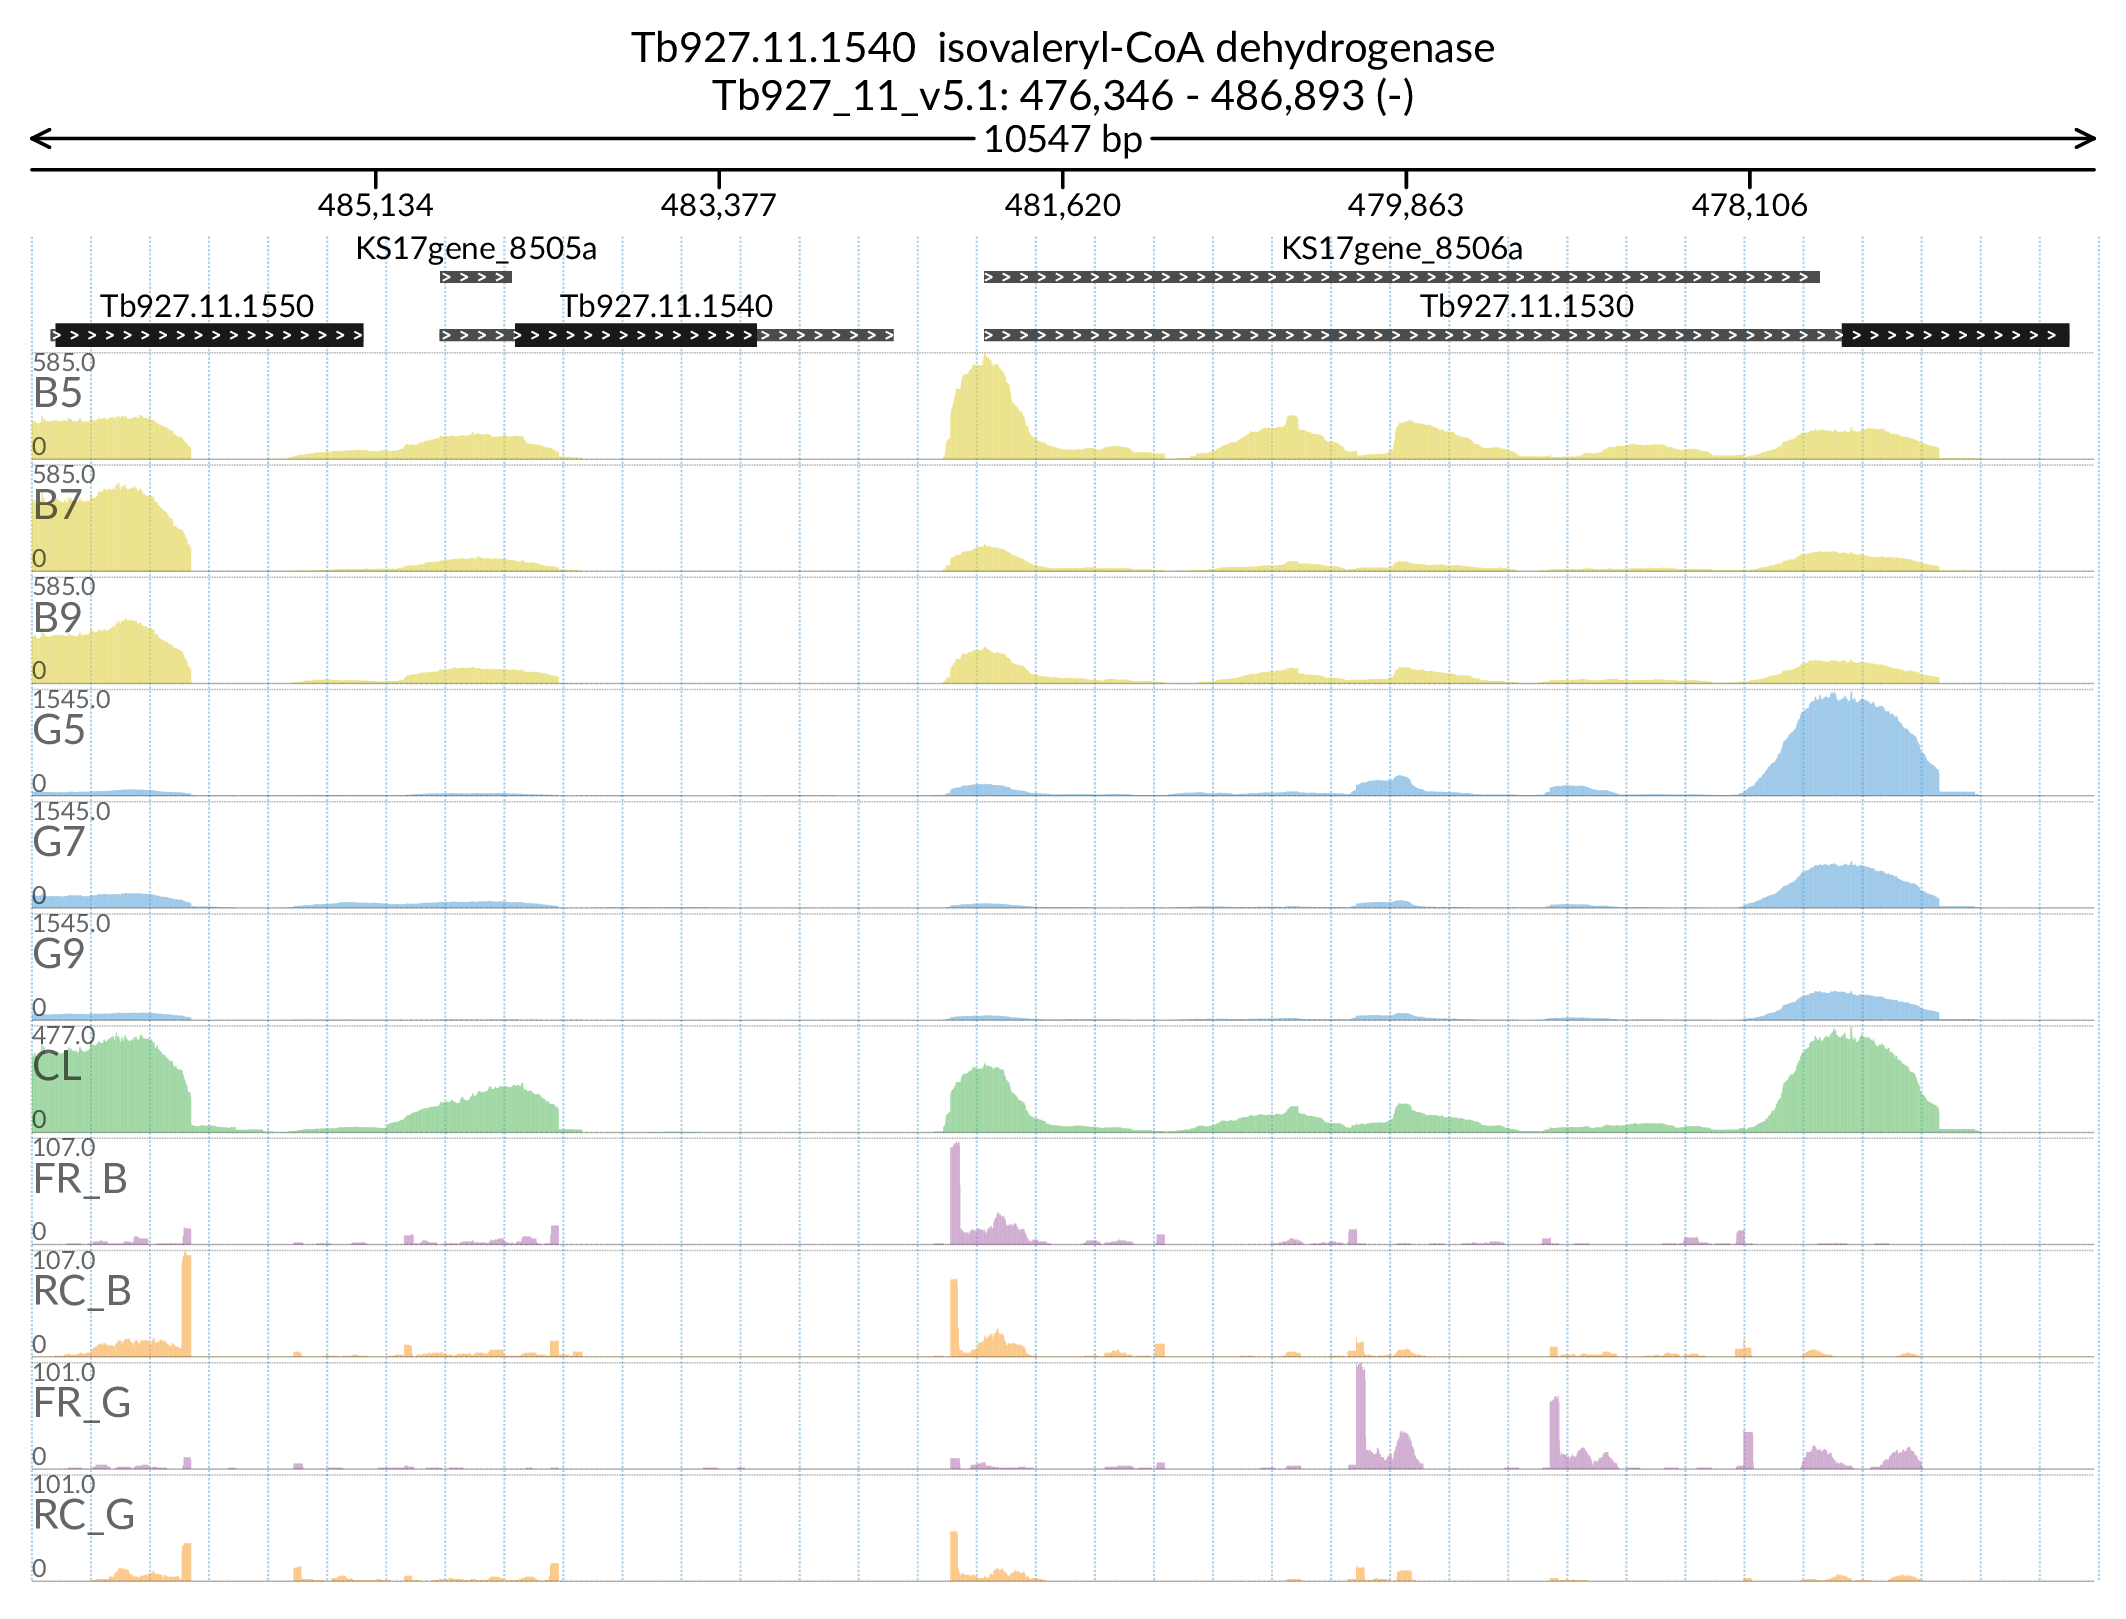 Tb927.11.1540  isovaleryl-CoA dehydrogenase
Tb927_11_v5.1: 476,346 - 486,893 (-)
10547 bp
485,134 483,377 481,620 479,863 478,106
KS17gene_8505a KS17gene_8506a
Tb927.11.1550 Tb927.11.1540 Tb927.11.1530
585.0
B5
0
585.0
B7
0
585.0
B9
0
1545.0
G5
0
1545.0
G7
0
1545.0
G9
0
477.0
CL
0
107.0
FR_B
0
107.0
RC_B
0
101.0
FR_G
0
101.0
RC_G
0